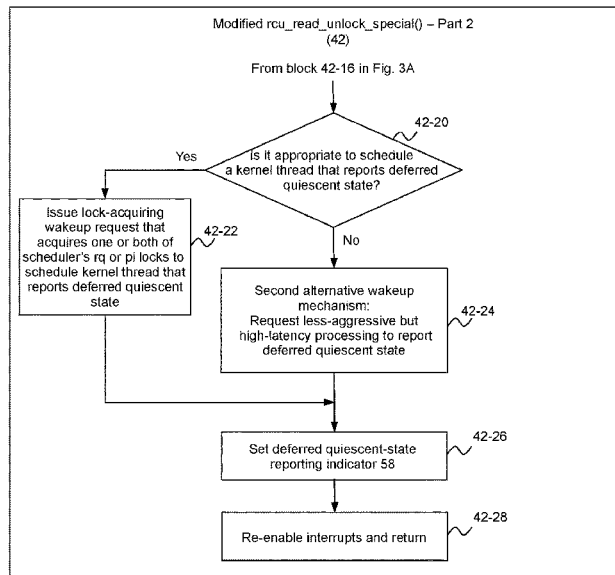 Modified rcu_read_unlock_special() – Part 2
(42)
From block 42-16 in Fig. 3A
42-20
Is it appropriate to schedule
a kernel thread that reports deferred
quiescent state?
Yes
No
Issue lock-acquiring
wakeup request that
acquires one or both of
scheduler's rq or pi locks to
schedule kernel thread that
reports deferred quiescent
state
42-22
Second alternative wakeup
mechanism:
Request less-aggressive but
high-latency processing to report
deferred quiescent state
42-24
Set deferred quiescent-state
reporting indicator 58
42-26
Re-enable interrupts and return
42-28